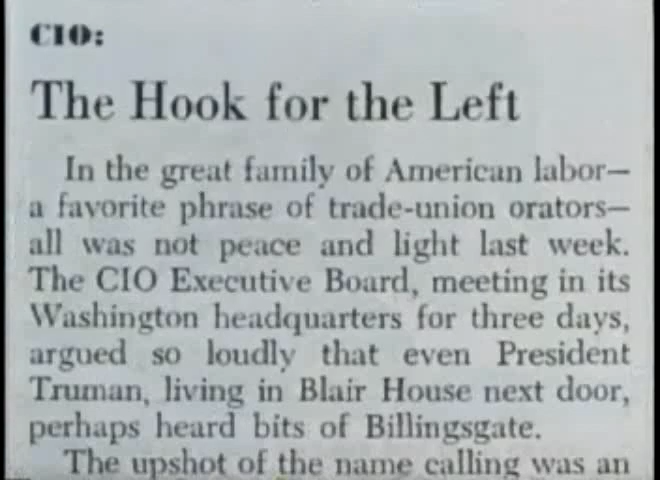 CIO:
The Hook for the Left
In the great family of American labor—
a favorite phrase of trade-union orators—
all was not peace and light last week.
The CIO Executive Board, meeting in its
Washington headquarters for three days,
argued so loudly that even President
Truman, living in Blair House next door,
perhaps heard bits of Billingsgate.
The upshot of the name calling was an